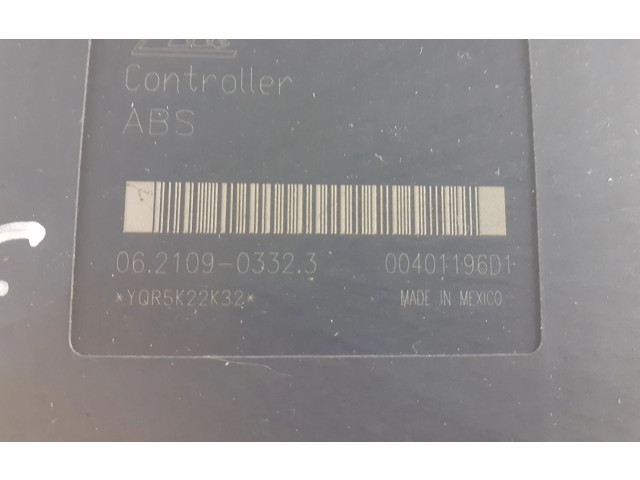 Controller
ABS
06.2109-0332.3 00401196D1
*YQR5K22K32* MADE IN MEXICO